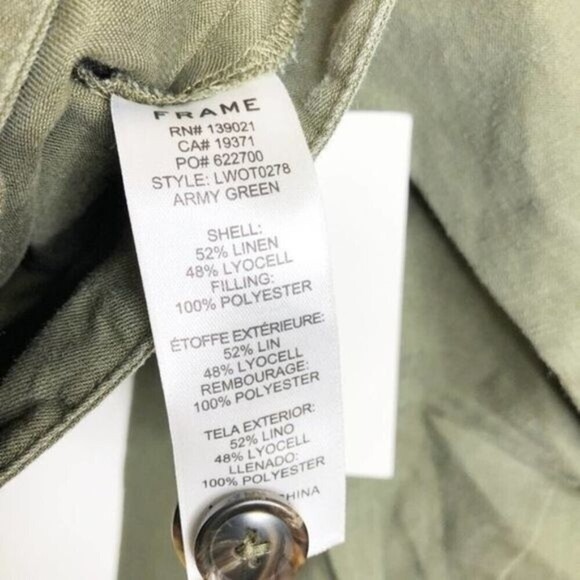 FRAME
RN# 139021
CA# 19371
PO# 622700
STYLE: LWOT0278
ARMY GREEN
SHELL:
52% LINEN
48% LYOCELL
FILLING:
100% POLYESTER
ÉTOFFE EXTÉRIEURE:
52% LIN
48% LYOCELL
REMBOURAGE:
100% POLYESTER
TELA EXTERIOR:
52% LINO
48% LYOCELL
LLENADO:
100% POLYESTER
CHINA